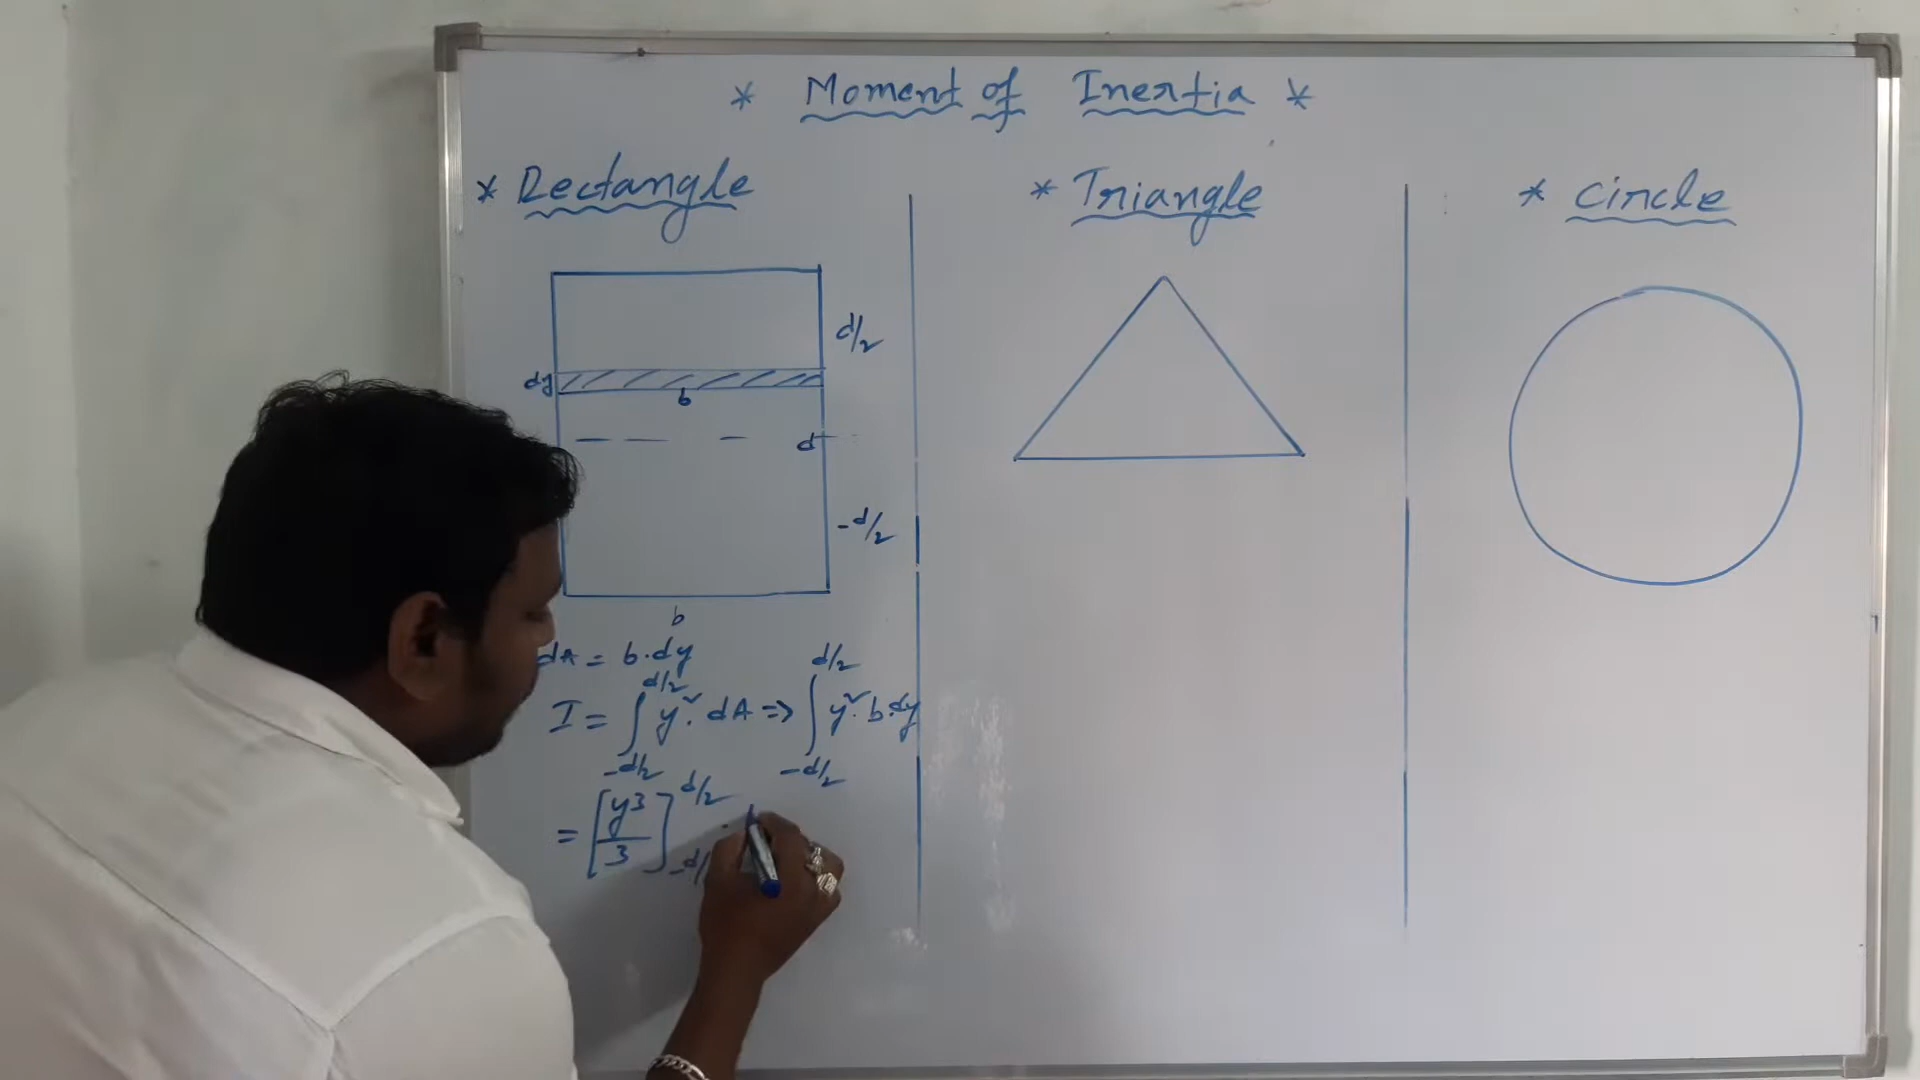 * Moment of Inertia *
* Rectangle
d/2
dy
b
d
-d/2
b
dA = b.dy
I = ∫_{-d/2}^{d/2} y². dA => ∫_{-d/2}^{d/2} y². b.dy
= [y3/3]^{d/2}
* Triangle
* Circle